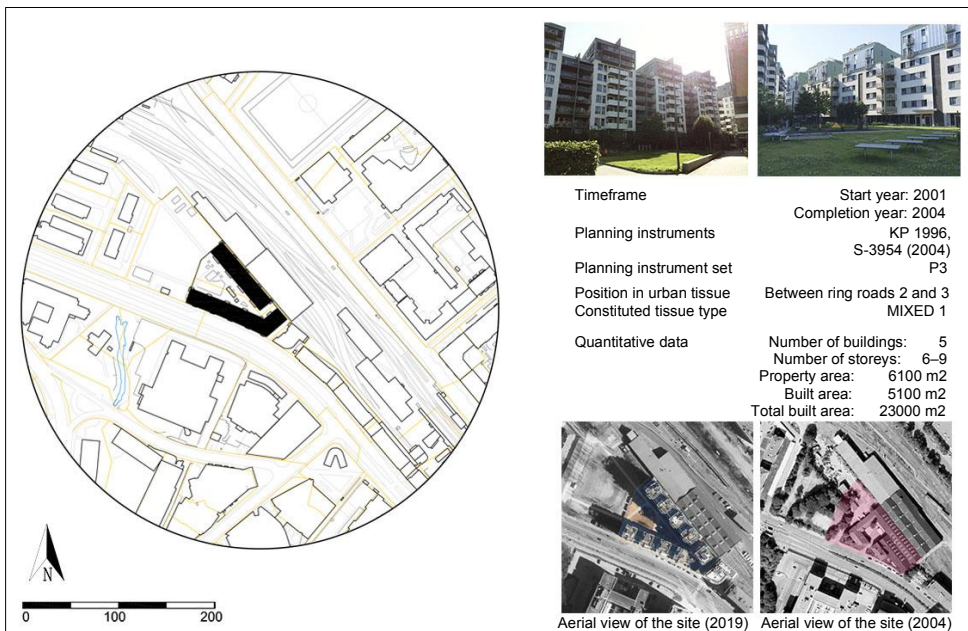 Timeframe Start year: 2001
Completion year: 2004
Planning instruments KP 1996,
S-3954 (2004)
Planning instrument set P3
Position in urban tissue Between ring roads 2 and 3
Constituted tissue type MIXED 1
Quantitative data Number of buildings: 5
Number of storeys: 6–9
Property area: 6100 m2
Built area: 5100 m2
Total built area: 23000 m2
N
0 100 200
Aerial view of the site (2019) Aerial view of the site (2004)